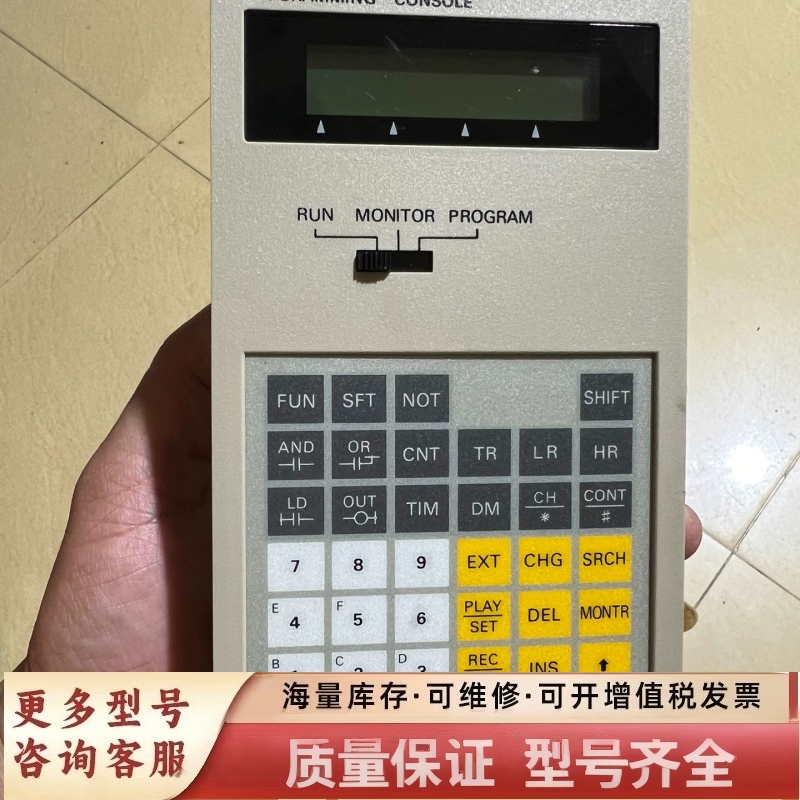 CONSOLE
RUN MONITOR PROGRAM
FUN SFT NOT SHIFT
AND OR CNT TR LR HR
LD OUT TIM DM CH * CONT #
7 8 9 EXT CHG SRCH
E 4 F 5 6 PLAY SET DEL MONTR
B C D REC INS ↑
更多型号
咨询客服
海量库存·可维修·可开增值税发票
质量保证 型号齐全